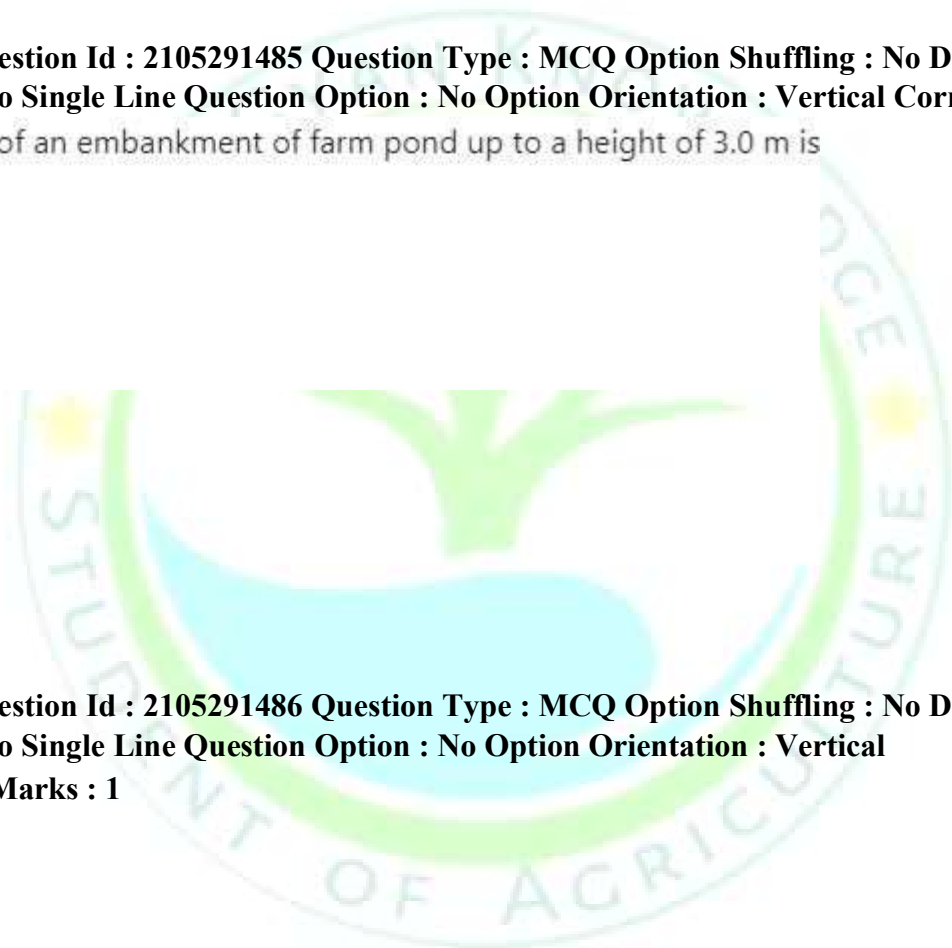 estion Id : 2105291485 Question Type : MCQ Option Shuffling : No D
o Single Line Question Option : No Option Orientation : Vertical Corr
of an embankment of farm pond up to a height of 3.0 m is
estion Id : 2105291486 Question Type : MCQ Option Shuffling : No D
o Single Line Question Option : No Option Orientation : Vertical
Marks : 1
STUDENT OF AGRICULTURE